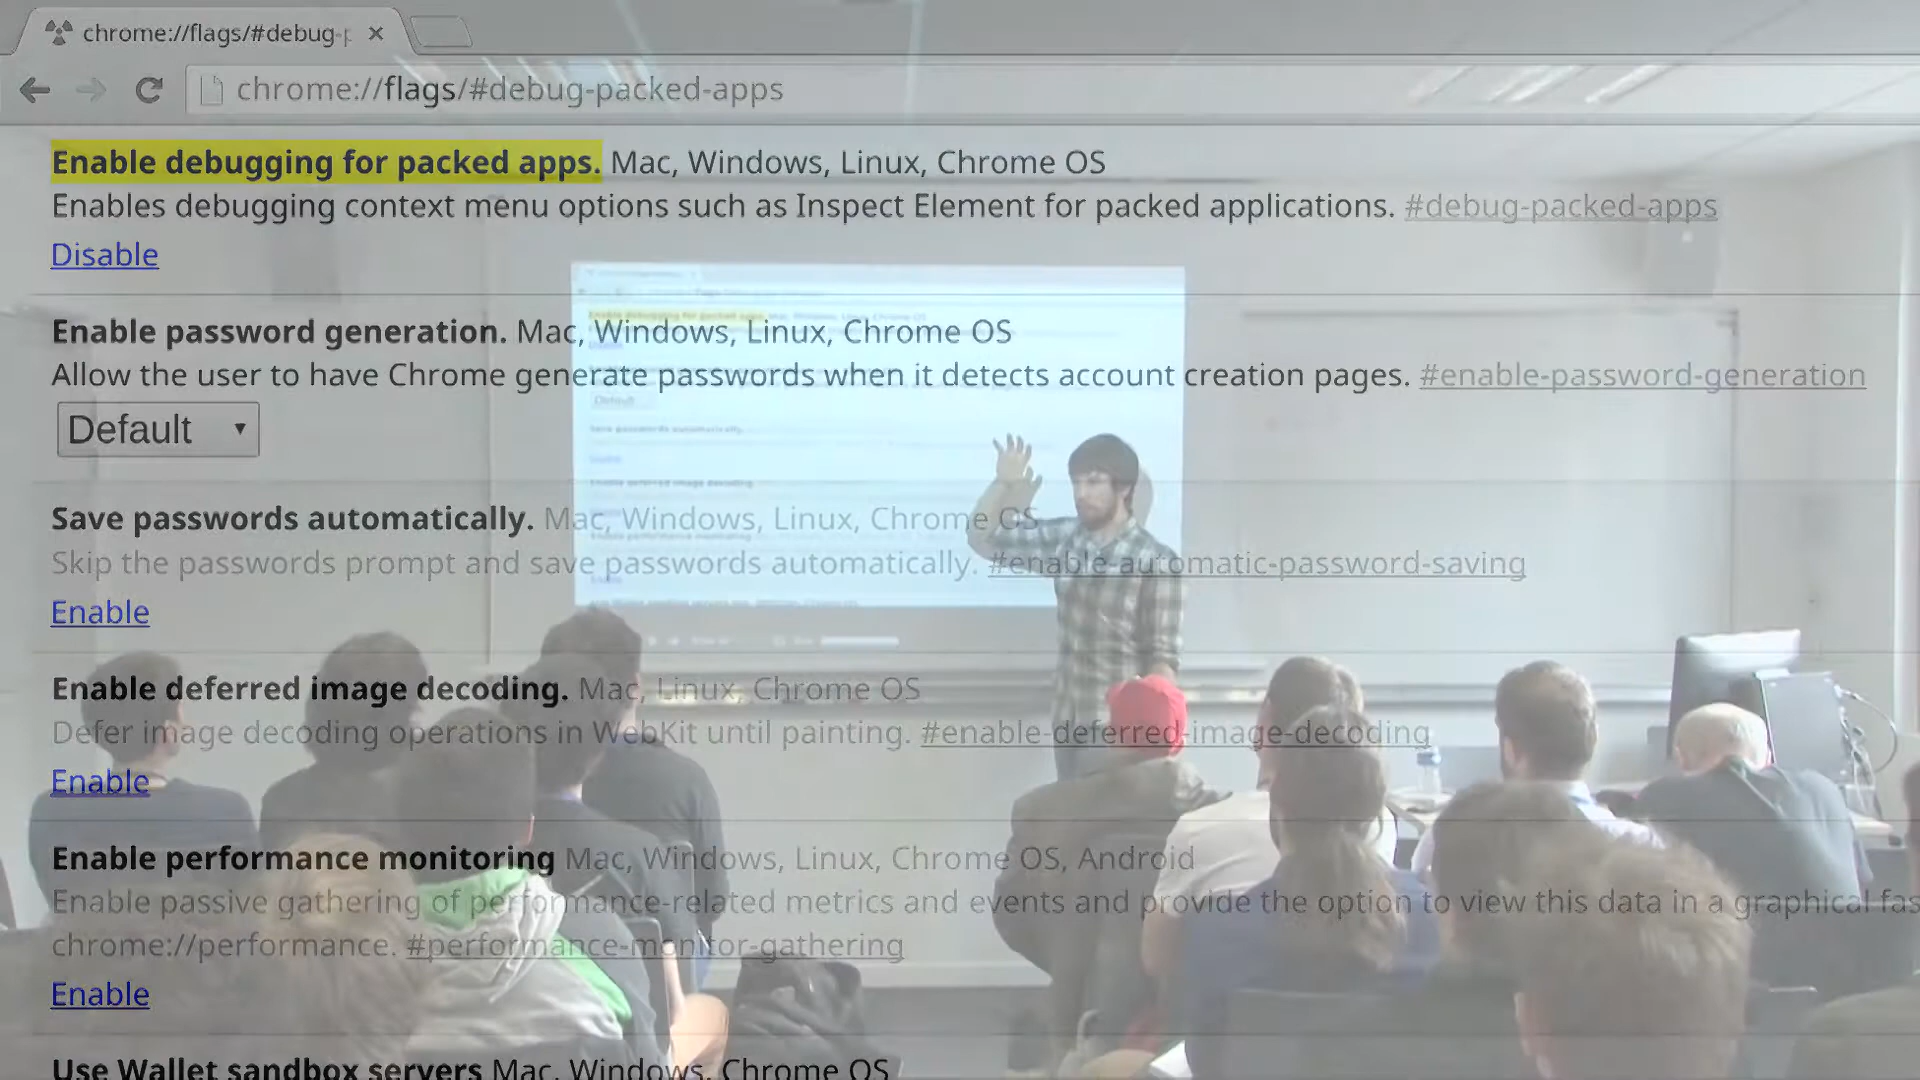 chrome://flags/#debug-p
chrome://flags/#debug-packed-apps
Enable debugging for packed apps. Mac, Windows, Linux, Chrome OS
Enables debugging context menu options such as Inspect Element for packed applications. #debug-packed-apps
Disable
Enable password generation. Mac, Windows, Linux, Chrome OS
Allow the user to have Chrome generate passwords when it detects account creation pages. #enable-password-generation
Default
Save passwords automatically. Mac, Windows, Linux, Chrome OS
Skip the passwords prompt and save passwords automatically. #enable-automatic-password-saving
Enable
Enable deferred image decoding. Mac, Linux, Chrome OS
Defer image decoding operations in WebKit until painting. #enable-deferred-image-decoding
Enable
Enable performance monitoring Mac, Windows, Linux, Chrome OS, Android
Enable passive gathering of performance-related metrics and events and provide the option to view this data in a graphical fas
chrome://performance. #performance-monitor-gathering
Enable
Use Wallet sandbox servers Mac, Windows, Chrome OS